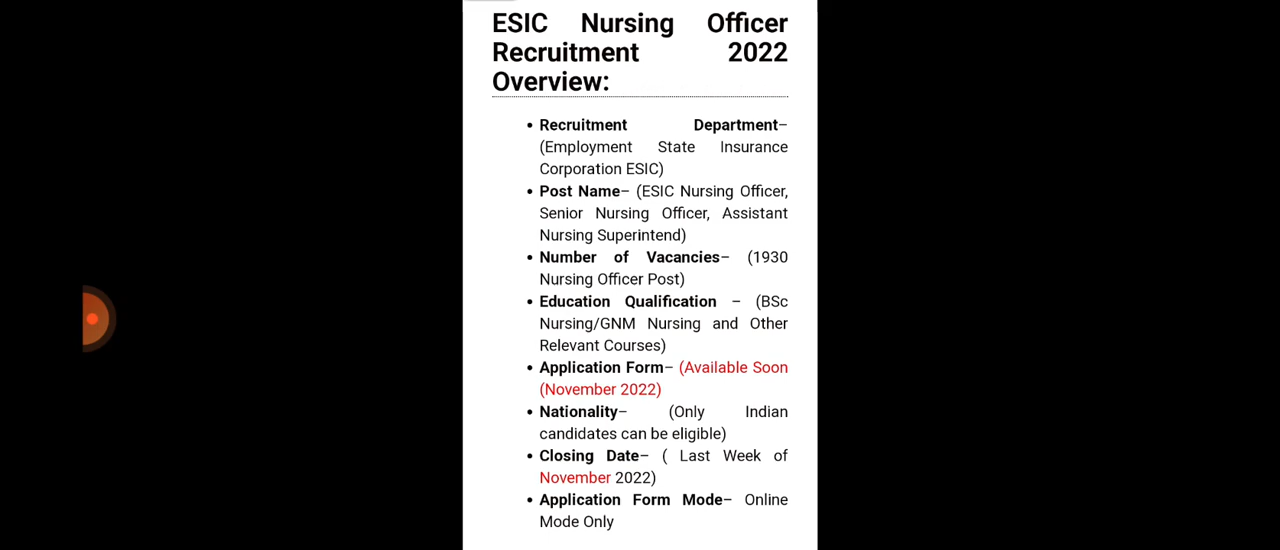 ESIC Nursing Officer
Recruitment 2022
Overview:
• Recruitment Department–
(Employment State Insurance
Corporation ESIC)
• Post Name– (ESIC Nursing Officer,
Senior Nursing Officer, Assistant
Nursing Superintend)
• Number of Vacancies– (1930
Nursing Officer Post)
• Education Qualification – (BSc
Nursing/GNM Nursing and Other
Relevant Courses)
• Application Form– (Available Soon
(November 2022)
• Nationality– (Only Indian
candidates can be eligible)
• Closing Date– ( Last Week of
November 2022)
• Application Form Mode– Online
Mode Only